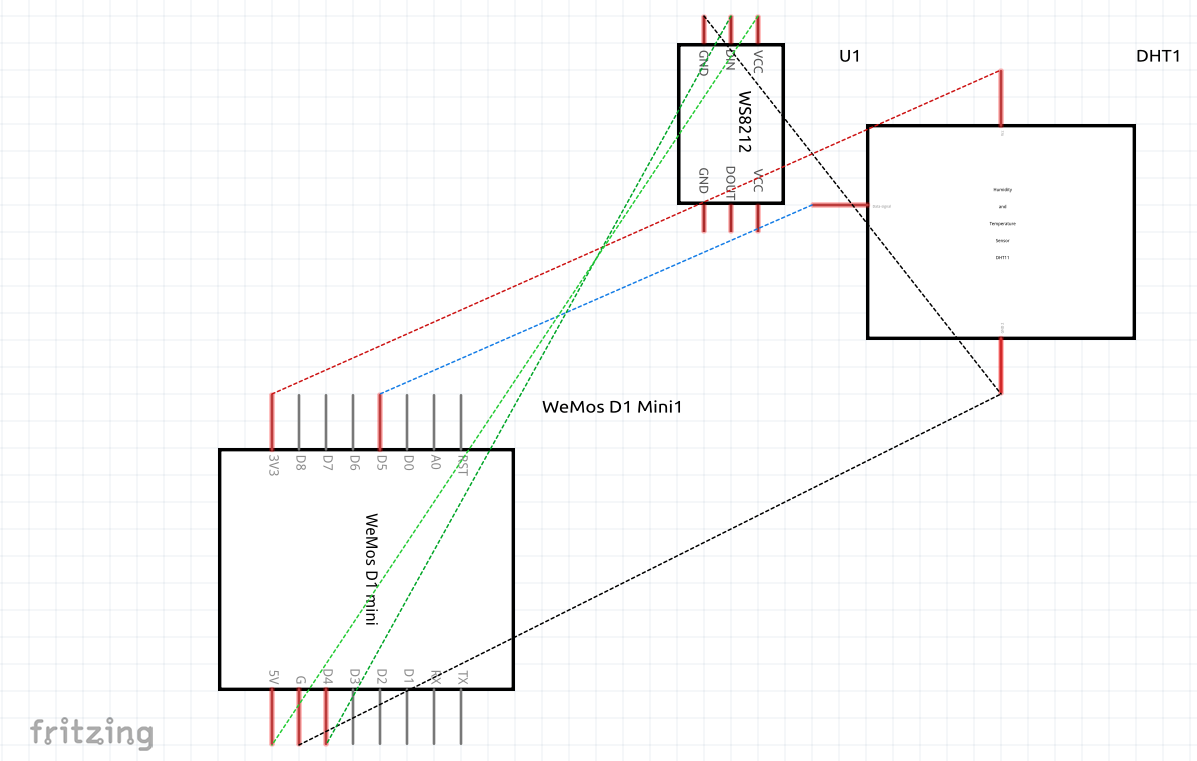 U1
DHT1
GND
DIN
VCC
WS8212
GND
DOUT
VCC
Humidity
and
Temperature
Sensor
DHT11
WeMos D1 Mini1
3V3
D8
D7
D6
D5
D0
A0
RST
WeMos D1 mini
5V
G
D4
D3
D2
D1
RX
TX
fritzing